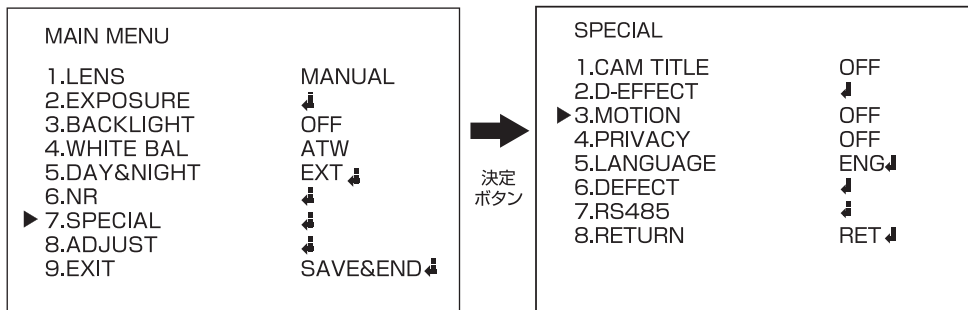 MAIN MENU
1.LENS MANUAL
2.EXPOSURE ↲
3.BACKLIGHT OFF
4.WHITE BAL ATW
5.DAY&NIGHT EXT ↲
6.NR ↲
▶ 7.SPECIAL ↲
8.ADJUST ↲
9.EXIT SAVE&END↲
決定
ボタン
SPECIAL
1.CAM TITLE OFF
2.D-EFFECT ↲
▶3.MOTION OFF
4.PRIVACY OFF
5.LANGUAGE ENG↲
6.DEFECT ↲
7.RS485 ↲
8.RETURN RET↲